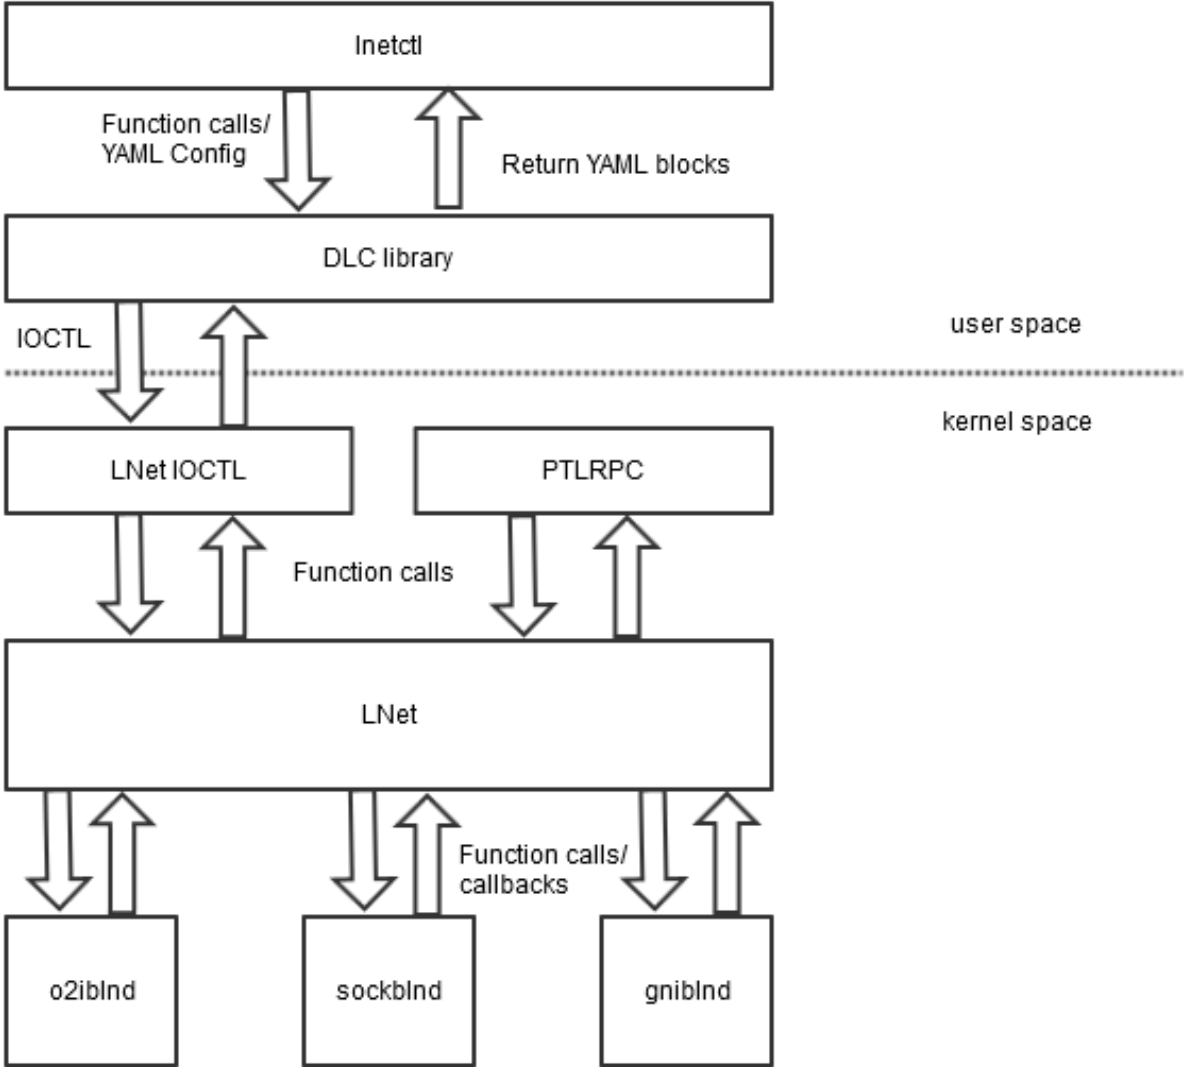 lnetctl
Function calls/
YAML Config
Return YAML blocks
DLC library
IOCTL
user space
kernel space
LNet IOCTL
PTLRPC
Function calls
LNet
Function calls/
callbacks
o2iblnd
sockblnd
gniblnd